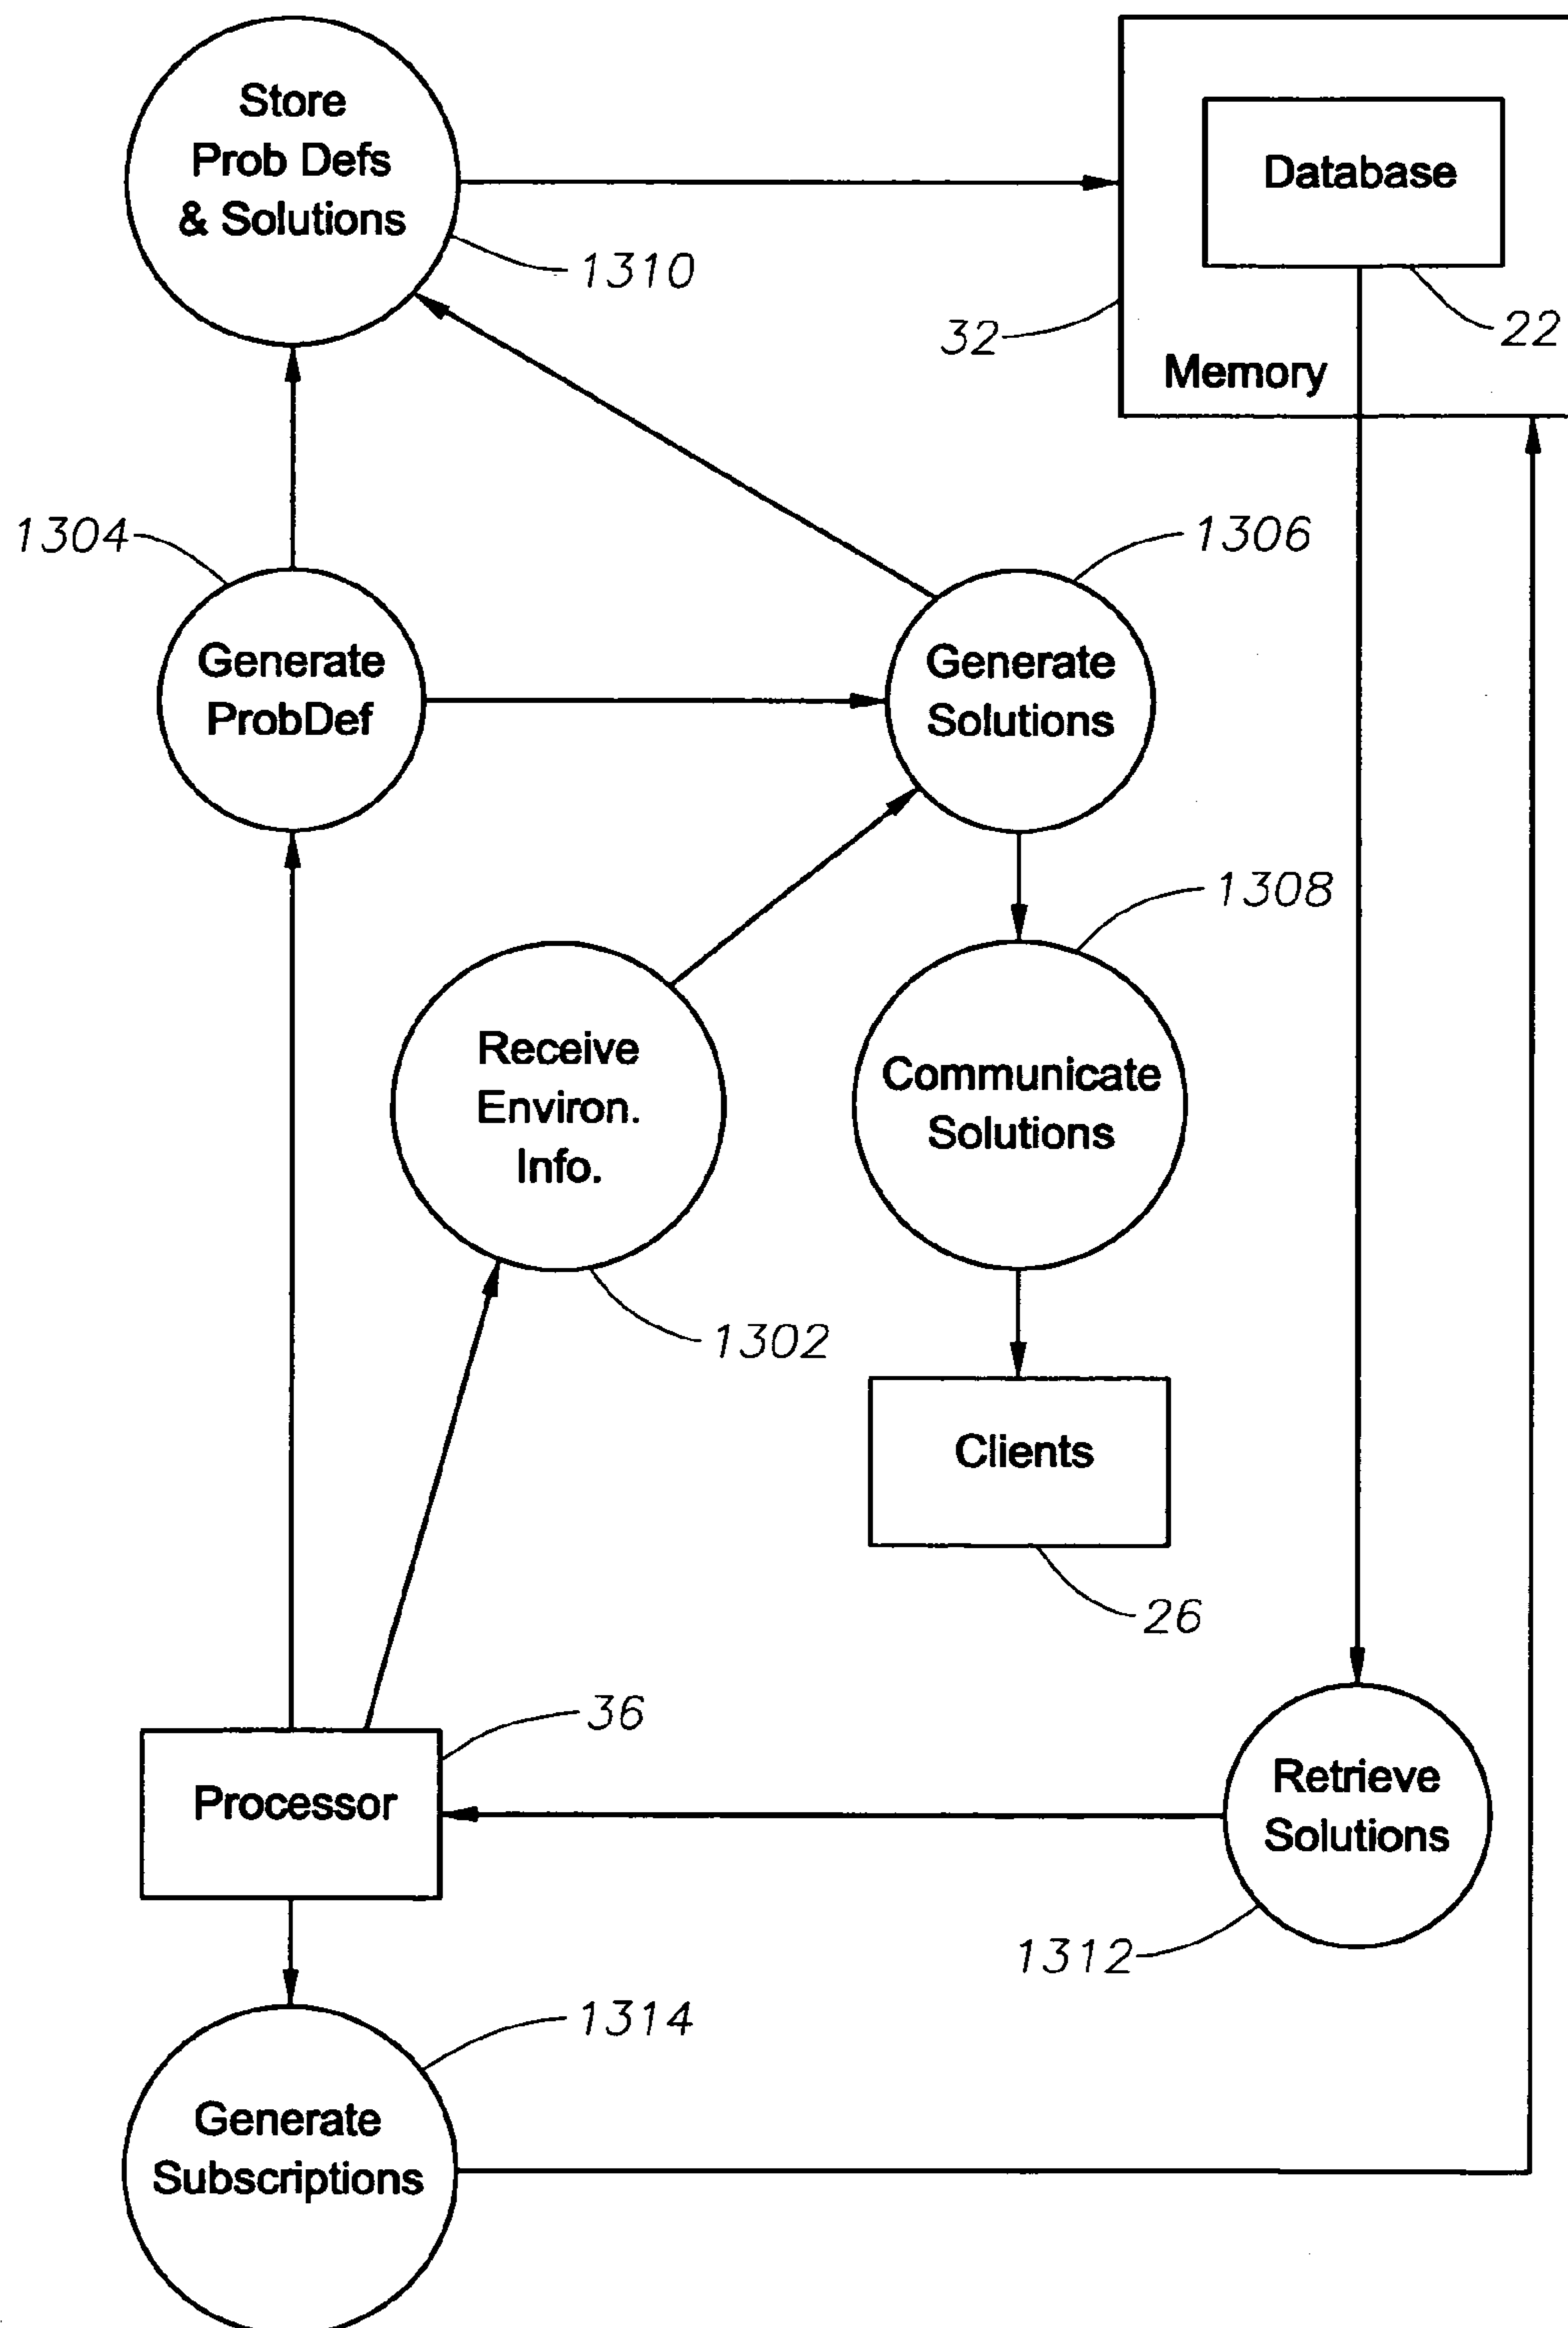 Store
Prob Defs
& Solutions
1310
Database
22
32
Memory
1304
Generate
ProbDef
1306
Generate
Solutions
1308
Receive
Environ.
Info.
1302
Communicate
Solutions
Clients
26
36
Processor
Retrieve
Solutions
1312
1314
Generate
Subscriptions